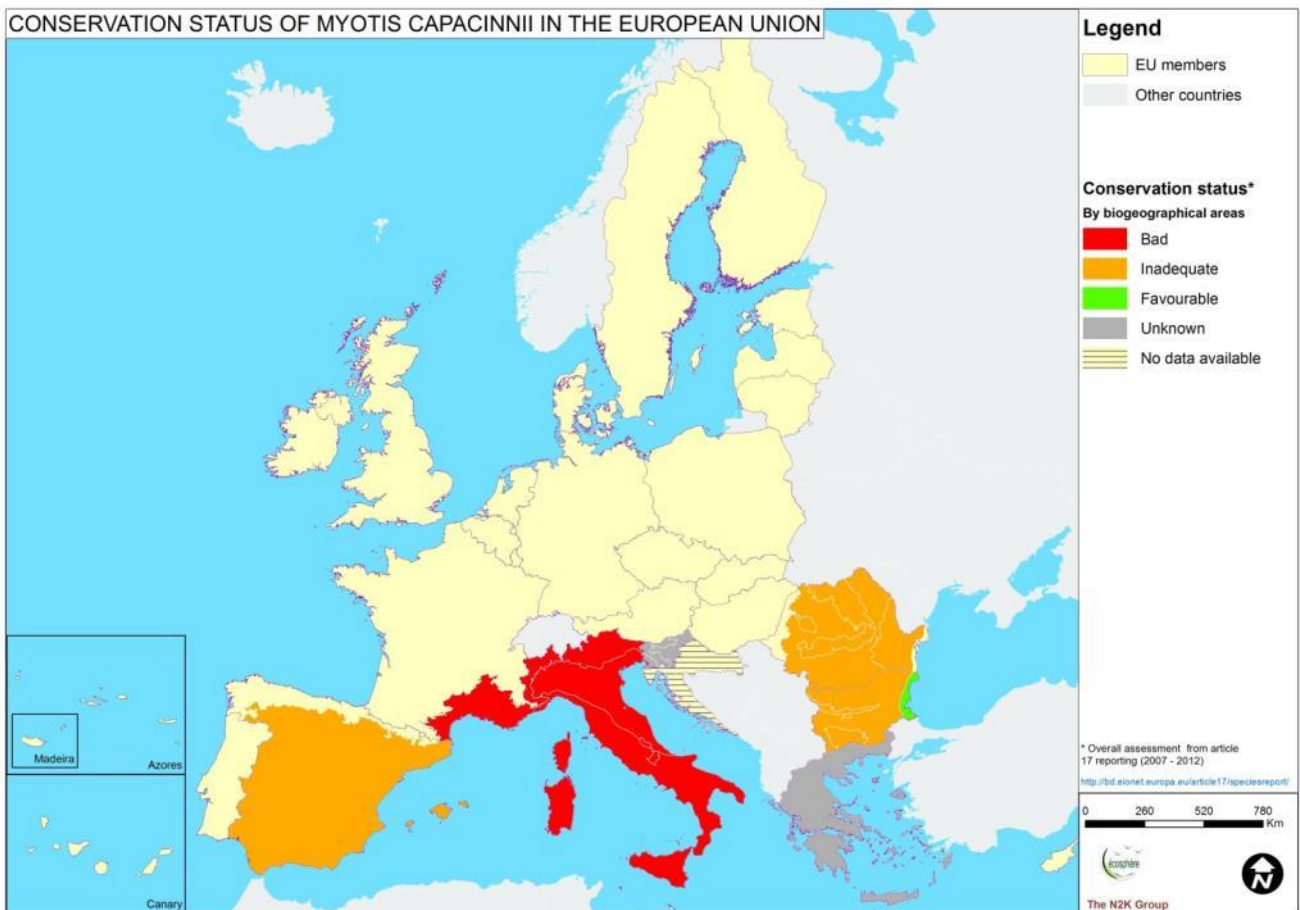 CONSERVATION STATUS OF MYOTIS CAPACINNII IN THE EUROPEAN UNION
Legend
EU members
Other countries
Conservation status*
By biogeographical areas
Bad
Inadequate
Favourable
Unknown
No data available
Madeira
Azores
Canary
* Overall assessment from article
17 reporting (2007 - 2012)
http://bd.eionet.europa.eu/article17/speciesreport/
0 260 520 780
Km
écosphère
N
The N2K Group